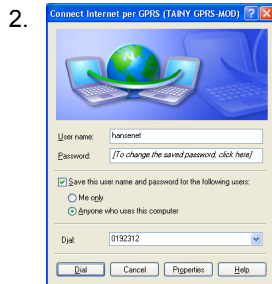 2.
Connect Internet per GPRS (TAINY GPRS-MOD)
User name: hansenet
Password: [To change the saved password, click here]
Save this user name and password for the following users:
Me only
Anyone who uses this computer
Dial: 0192312
Dial Cancel Properties Help